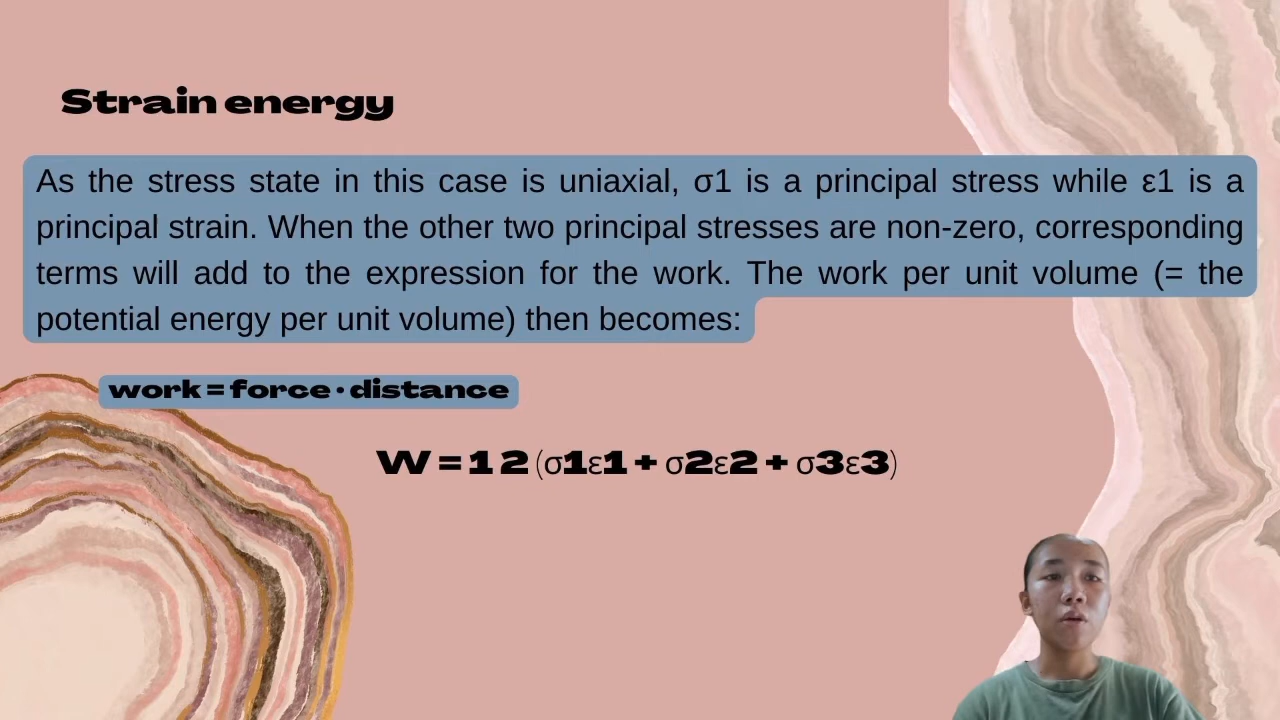 Strain energy
As the stress state in this case is uniaxial, σ1 is a principal stress while ε1 is a
principal strain. When the other two principal stresses are non-zero, corresponding
terms will add to the expression for the work. The work per unit volume (= the
potential energy per unit volume) then becomes:
work = force · distance
W = 1 2 (σ1ε1 + σ2ε2 + σ3ε3)